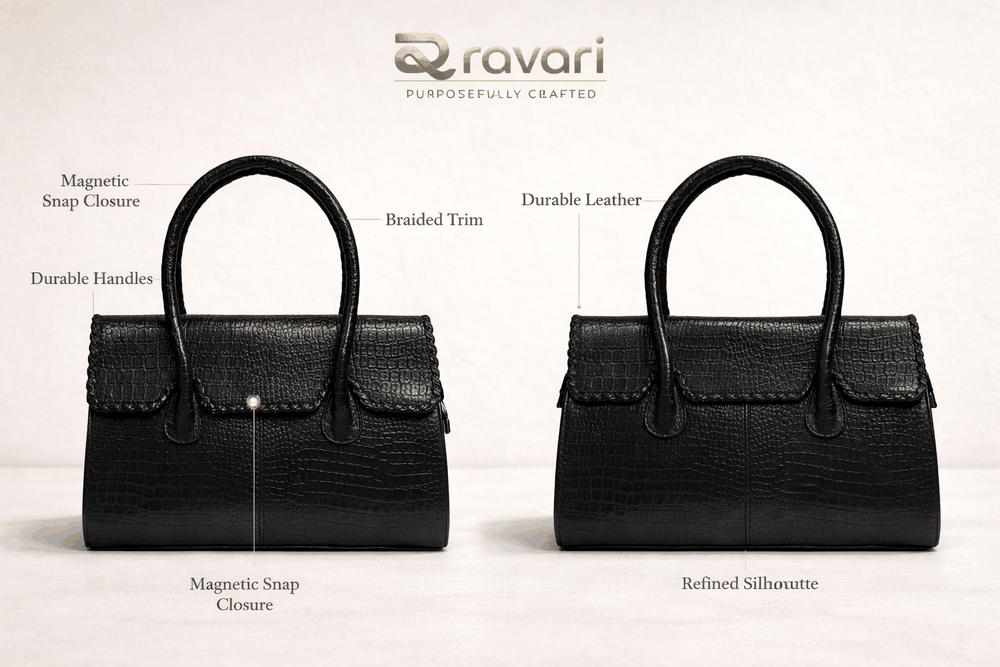 ravari
PURPOSEFULLY CRAFTED
Magnetic
Snap Closure
Braided Trim
Durable Handles
Durable Leather
Magnetic Snap
Closure
Refined Silhoutte